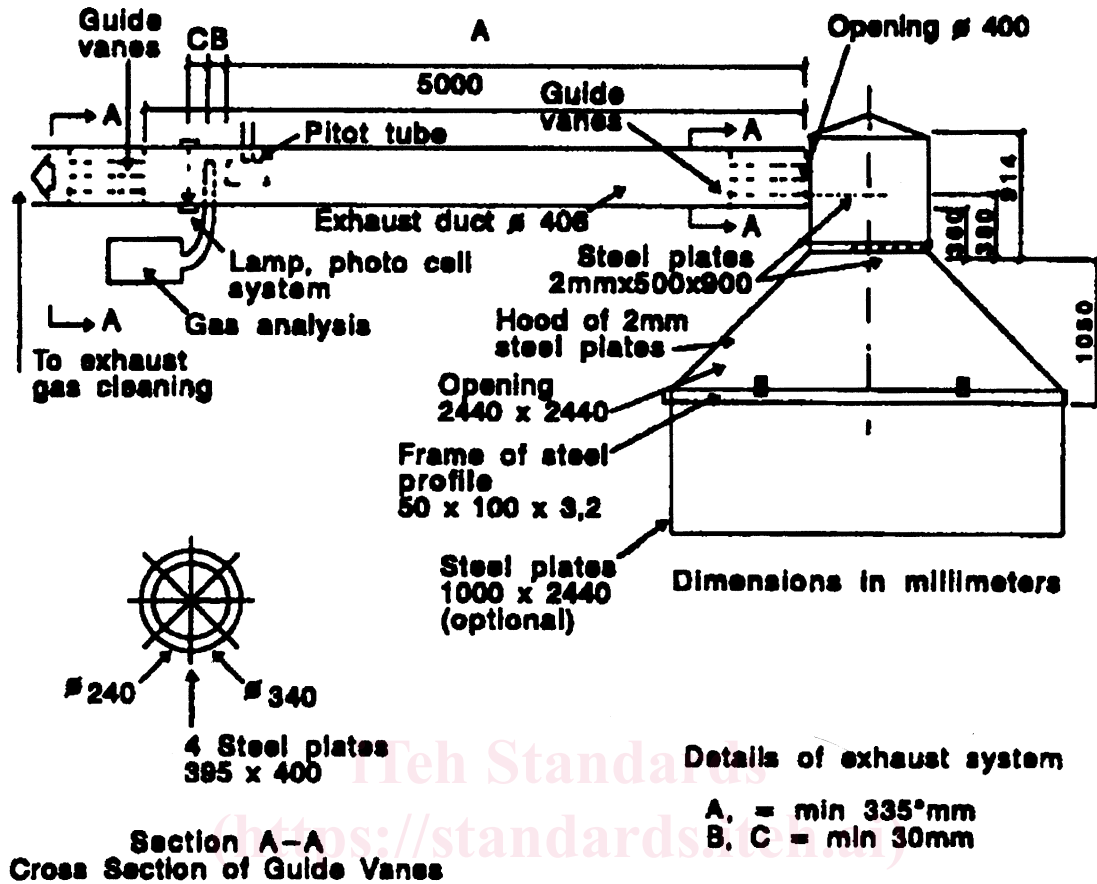 Guide
vanes
CB
A
Opening ø 400
5000
Guide
vanes
A
A
Pitot tube
Exhaust duct ø 406
A
914
380
Lamp, photo cell
system
Steel plates
2mmx500x900
Gas analysis
A
Hood of 2mm
steel plates
1050
To exhaust
gas cleaning
Opening
2440 x 2440
Frame of steel
profile
50 x 100 x 3,2
Steel plates
1000 x 2440
(optional)
Dimensions in millimeters
ø 240
ø 340
4 Steel plates
395 x 400
iTeh Standards
(https://standards.iteh.ai)
Details of exhaust system
A, = min 335°mm
B, C = min 30mm
Section A-A
Cross Section of Guide Vanes